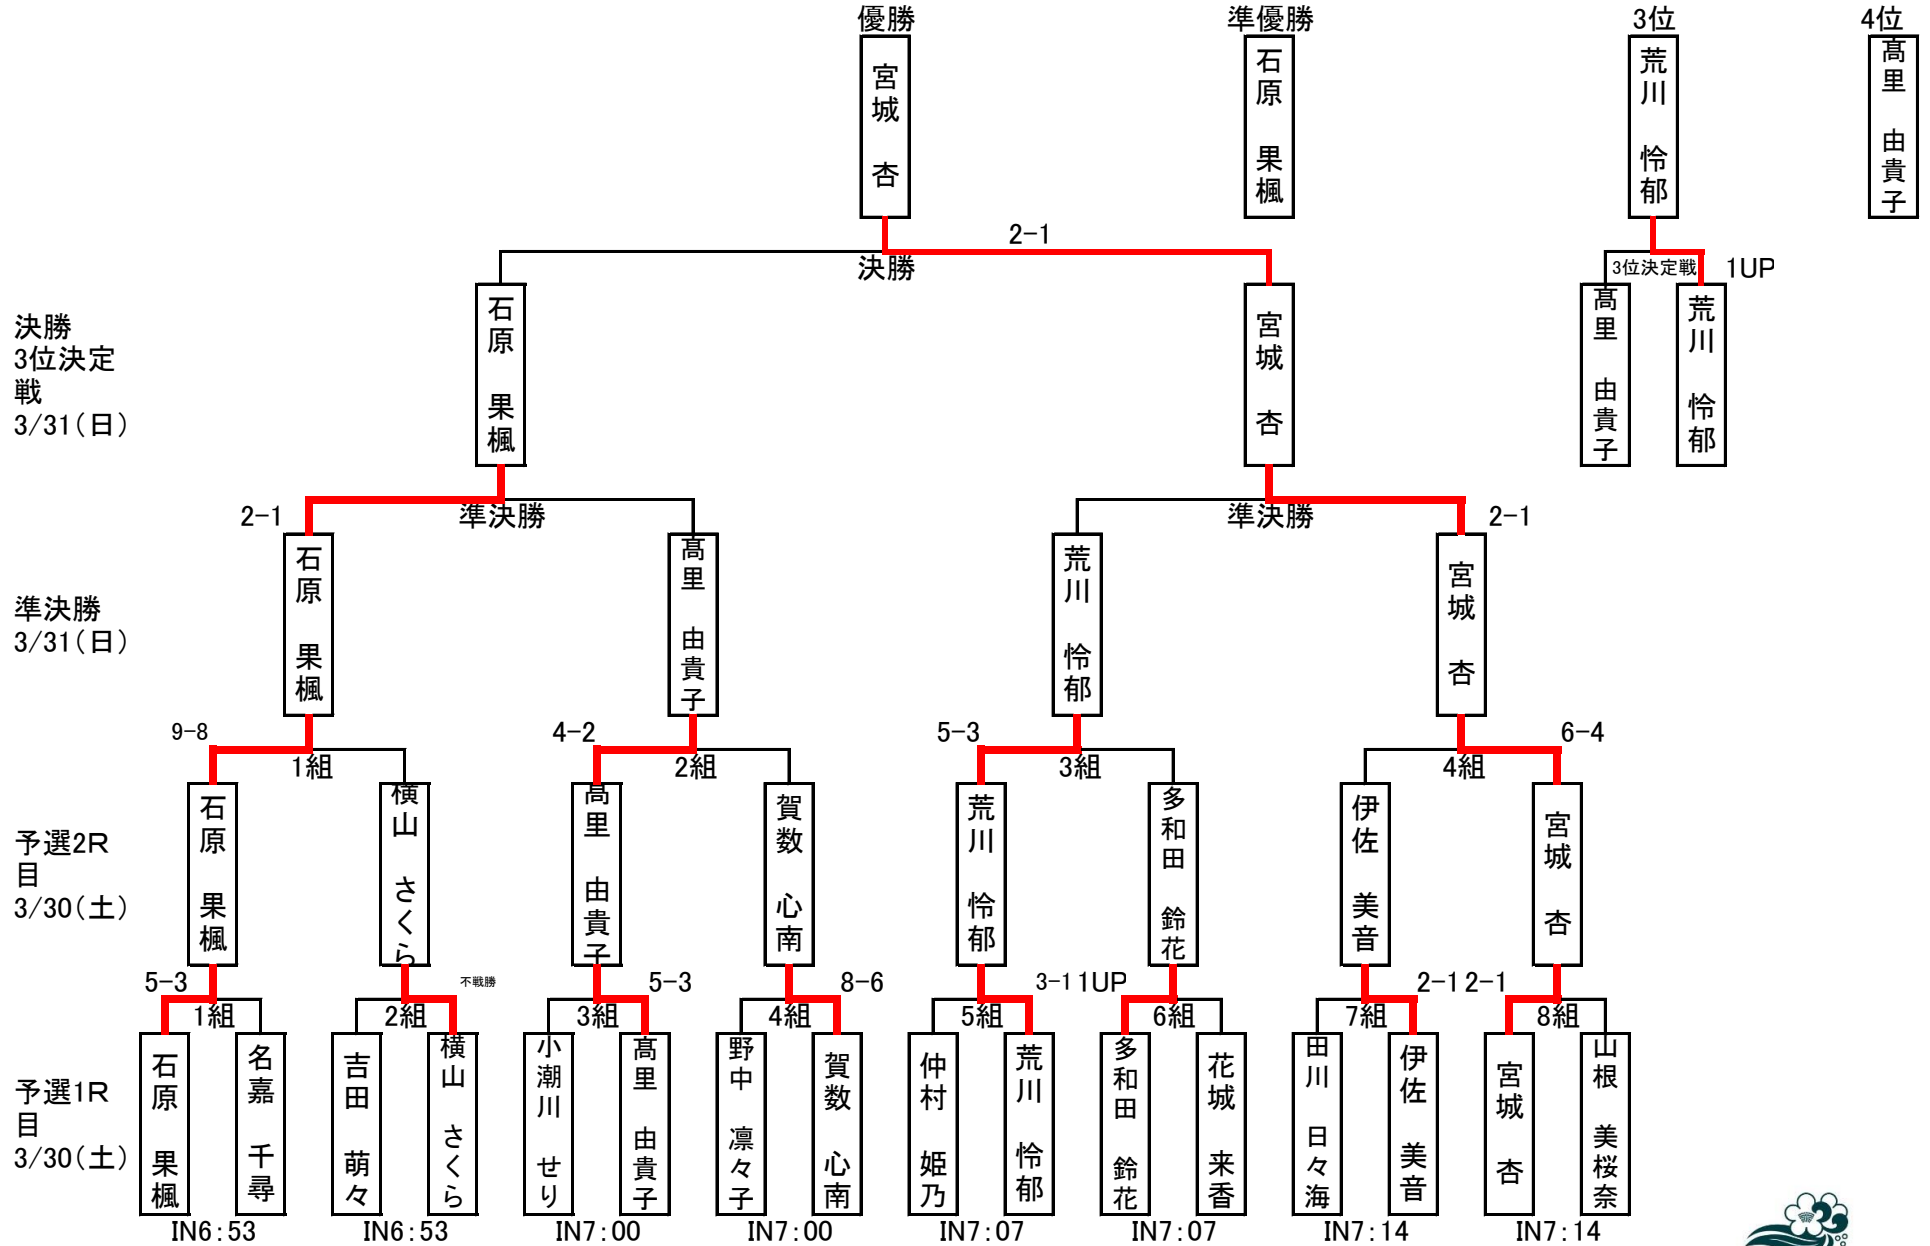 優勝
準優勝
3位
4位
宮城 杏
石原 果楓
荒川 怜郁
髙里 由貴子
2-1
決勝
3位決定戦
1UP
決勝
3位決定
戦
3/31(日)
石原 果楓
宮城 杏
髙里 由貴子
荒川 怜郁
2-1
準決勝
準決勝
2-1
準決勝
3/31(日)
石原 果楓
髙里 由貴子
荒川 怜郁
宮城 杏
9-8
1組
4-2
2組
5-3
3組
6-4
4組
予選2R
目
3/30(土)
石原 果楓
横山 さくら
髙里 由貴子
賀数 心南
荒川 怜郁
多和田 鈴花
伊佐 美音
宮城 杏
5-3
1組
不戦勝
2組
5-3
3組
8-6
4組
3-1
5組
1UP
6組
2-1
7組
2-1
8組
予選1R
目
3/30(土)
石原 果楓
名嘉 千尋
吉田 萌々
横山 さくら
小潮川 せり
髙里 由貴子
野中 凛々子
賀数 心南
仲村 姫乃
荒川 怜郁
多和田 鈴花
花城 来香
田川 日々海
伊佐 美音
宮城 杏
山根 美桜奈
IN6:53
IN6:53
IN7:00
IN7:00
IN7:07
IN7:07
IN7:14
IN7:14